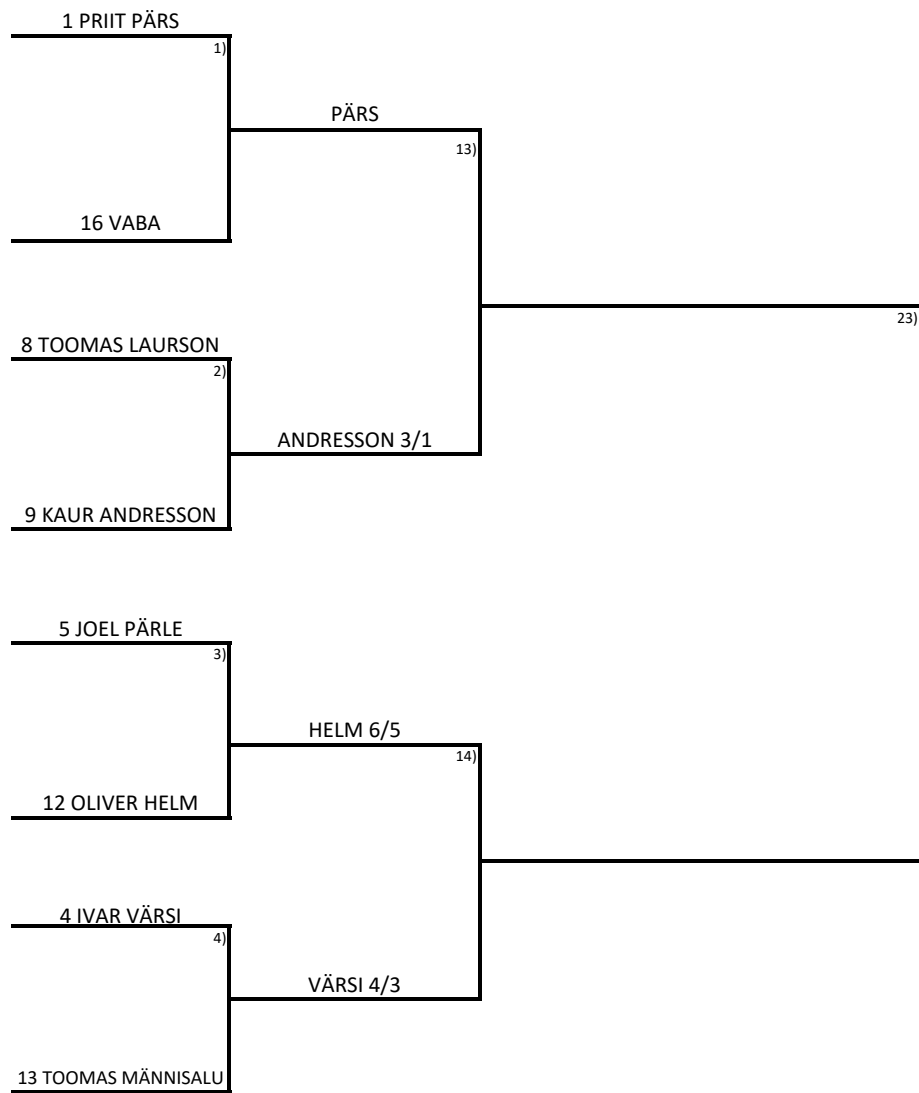 1 PRIIT PÄRS
1)
PÄRS
13)
16 VABA
23)
8 TOOMAS LAURSON
2)
ANDRESSON 3/1
9 KAUR ANDRESSON
5 JOEL PÄRLE
3)
HELM 6/5
14)
12 OLIVER HELM
4 IVAR VÄRSI
4)
VÄRSI 4/3
13 TOOMAS MÄNNISALU